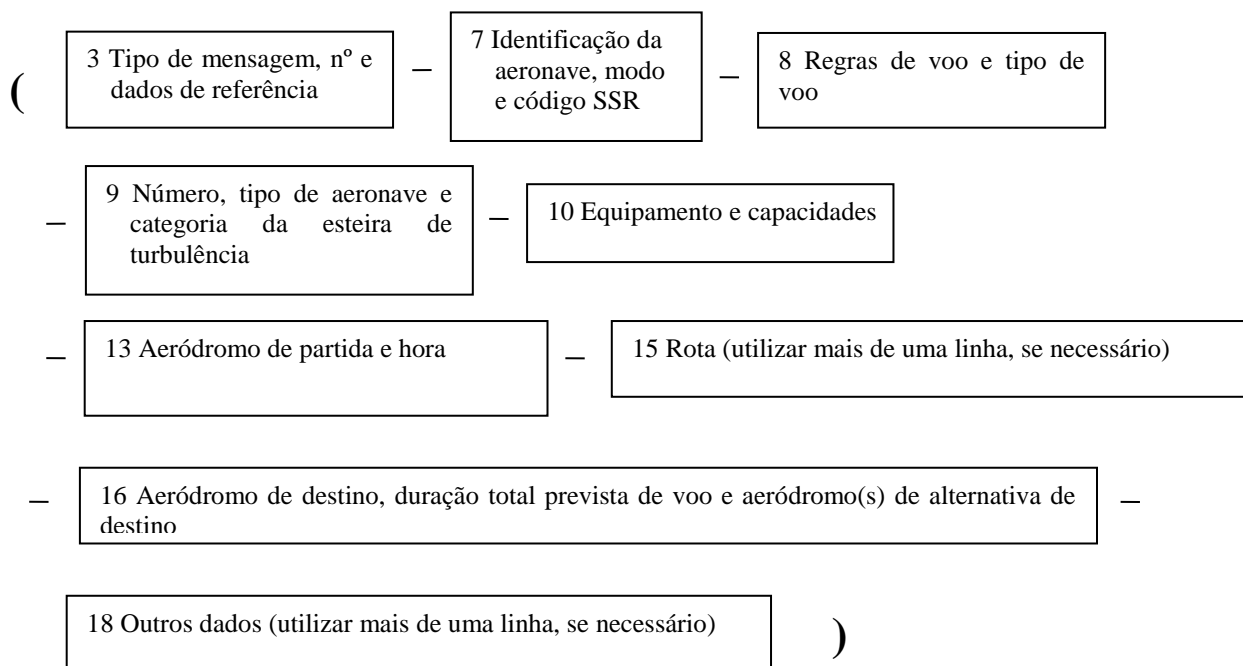 ( 3 Tipo de mensagem, nº e dados de referência – 7 Identificação da aeronave, modo e código SSR – 8 Regras de voo e tipo de voo
– 9 Número, tipo de aeronave e categoria da esteira de turbulência – 10 Equipamento e capacidades
– 13 Aeródromo de partida e hora – 15 Rota (utilizar mais de uma linha, se necessário)
– 16 Aeródromo de destino, duração total prevista de voo e aeródromo(s) de alternativa de destino –
18 Outros dados (utilizar mais de uma linha, se necessário) )